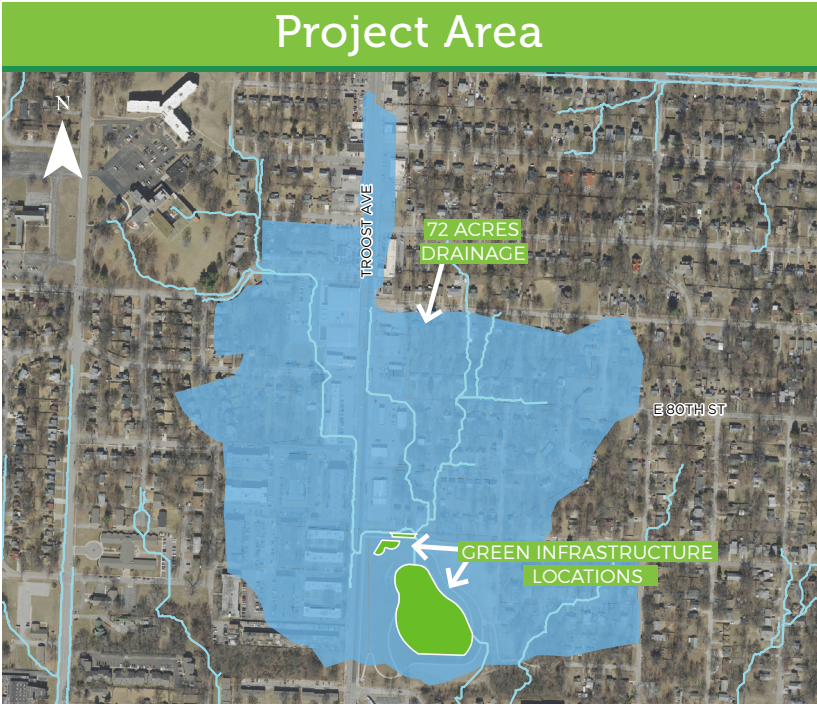 Project Area
N
TROOST AVE
72 ACRES
DRAINAGE
E 80TH ST
GREEN INFRASTRUCTURE
LOCATIONS